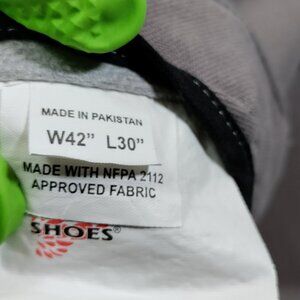 MADE IN PAKISTAN
W42” L30”
MADE WITH NFPA 2112
APPROVED FABRIC
SHOES®